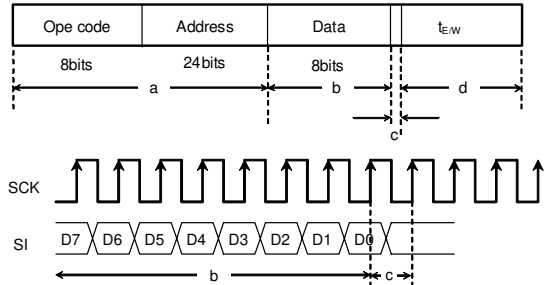 Ope code Address Data tE/W
8bits 24bits 8bits
a b d
c
SCK
SI D7 D6 D5 D4 D3 D2 D1 D0
b c